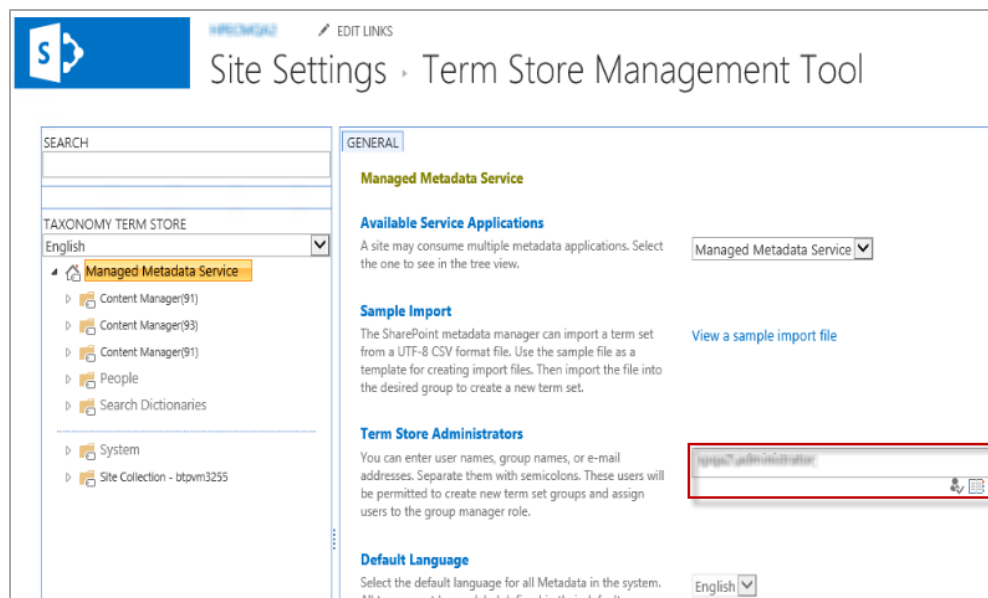 S
EDIT LINKS
Site Settings › Term Store Management Tool
SEARCH
TAXONOMY TERM STORE
English
Managed Metadata Service
Content Manager(91)
Content Manager(93)
Content Manager(91)
People
Search Dictionaries
System
Site Collection - btpvm3255
GENERAL
Managed Metadata Service
Available Service Applications
A site may consume multiple metadata applications. Select
the one to see in the tree view.
Managed Metadata Service
Sample Import
The SharePoint metadata manager can import a term set
from a UTF-8 CSV format file. Use the sample file as a
template for creating import files. Then import the file into
the desired group to create a new term set.
View a sample import file
Term Store Administrators
You can enter user names, group names, or e-mail
addresses. Separate them with semicolons. These users will
be permitted to create new term set groups and assign
users to the group manager role.
Default Language
Select the default language for all Metadata in the system.
English